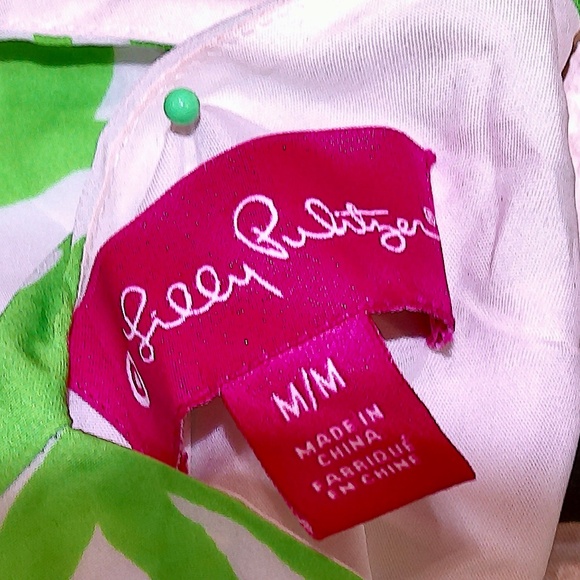 Lilly Pulitzer®
M/M
MADE IN
CHINA
FABRIQUÉ
EN CHINE